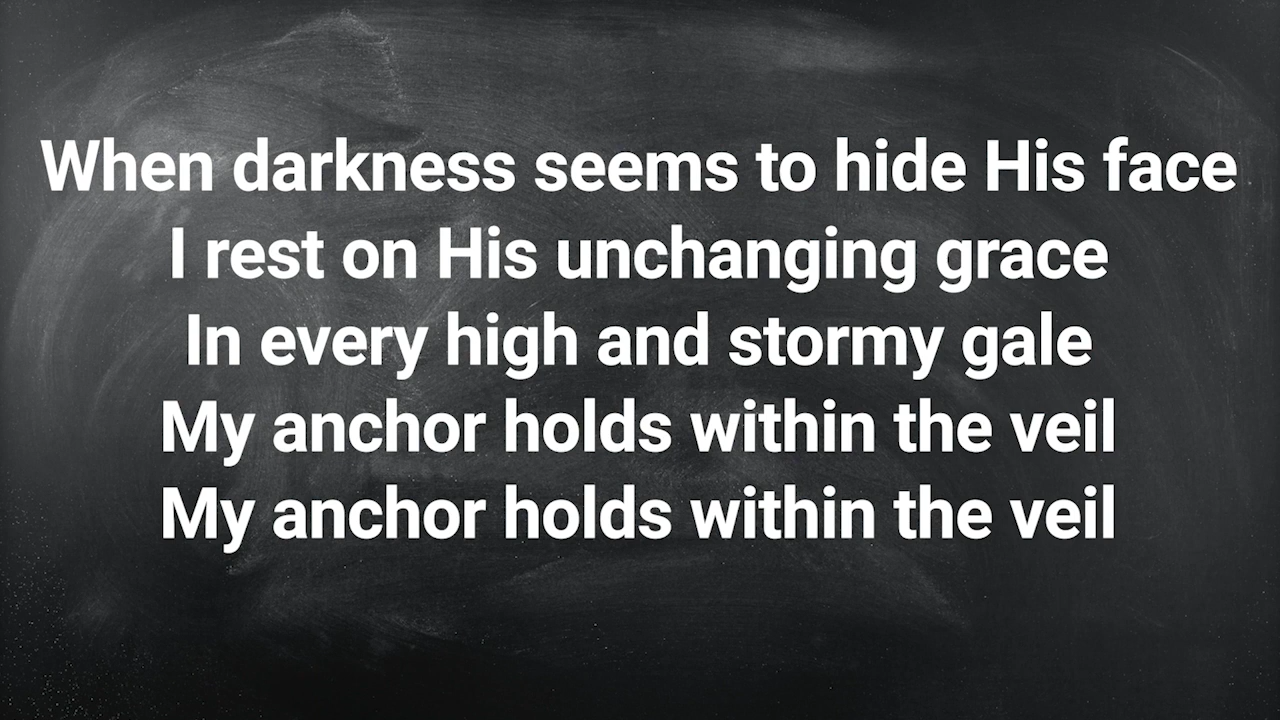 When darkness seems to hide His face
I rest on His unchanging grace
In every high and stormy gale
My anchor holds within the veil
My anchor holds within the veil